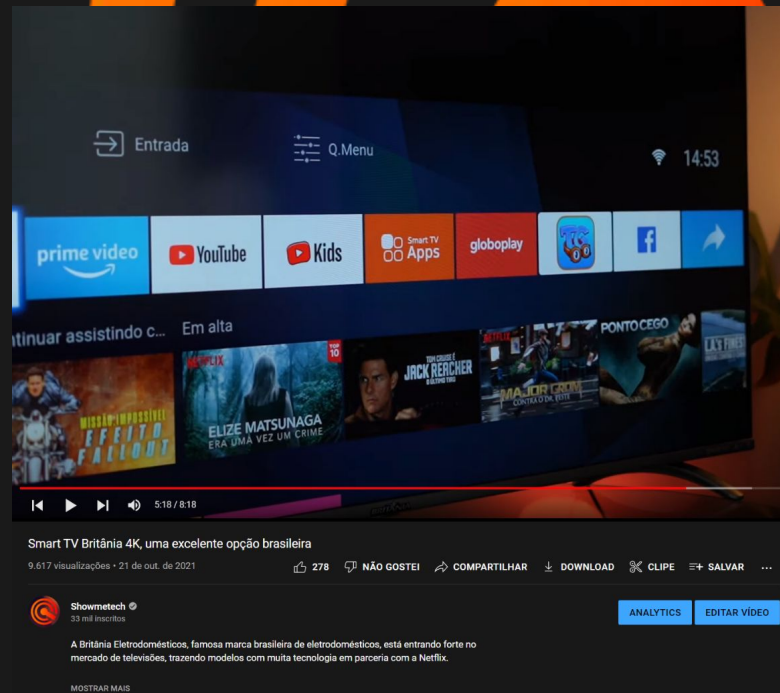 Entrada
Q.Menu
14:53
prime video
YouTube
Kids
Smart TV
Apps
globoplay
f
tinuar assistindo c...
Em alta
MISSÃO:IMPOSSÍVEL
EFEITO
FALLOUT
NETFLIX
TOP
10
ELIZE MATSUNAGA
ERA UMA VEZ UM CRIME
TOM CRUISE É
JACK REACHER
O ÚLTIMO TIRO
NETFLIX
MAJOR GROM
CONTRA O DR. PESTE
PONTO CEGO
LA'S FINEST
5:18 / 8:18
Smart TV Britânia 4K, uma excelente opção brasileira
9.617 visualizações • 21 de out. de 2021
278
NÃO GOSTEI
COMPARTILHAR
DOWNLOAD
CLIPE
SALVAR
...
Showmetech
33 mil inscritos
ANALYTICS
EDITAR VÍDEO
A Britânia Eletrodomésticos, famosa marca brasileira de eletrodomésticos, está entrando forte no
mercado de televisões, trazendo modelos com muita tecnologia em parceria com a Netflix.
MOSTRAR MAIS